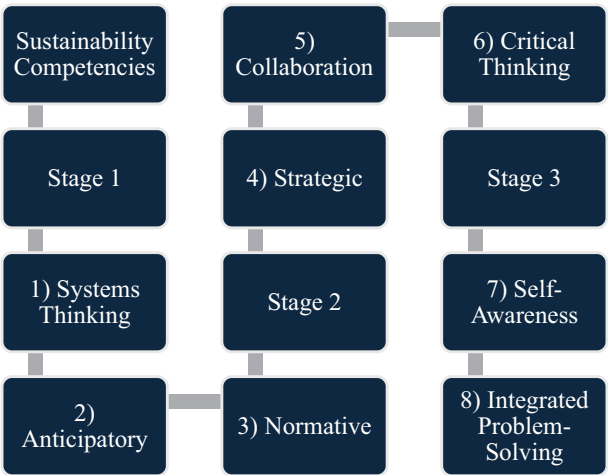 Sustainability
Competencies
Stage 1
1) Systems
Thinking
2)
Anticipatory
3) Normative
Stage 2
4) Strategic
5)
Collaboration
6) Critical
Thinking
Stage 3
7) Self-
Awareness
8) Integrated
Problem-
Solving